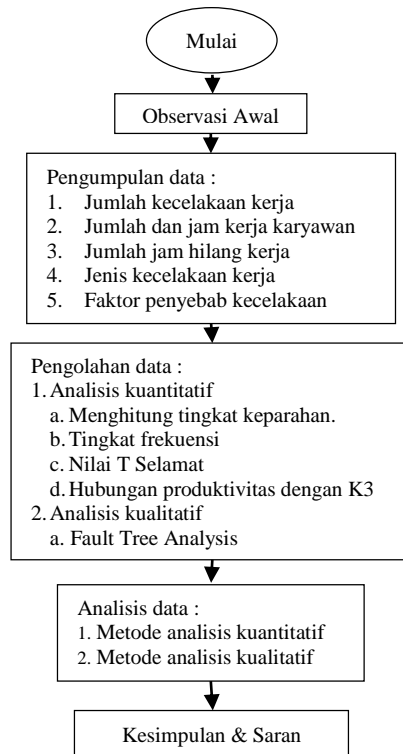 Mulai
Observasi Awal
Pengumpulan data :
1. Jumlah kecelakaan kerja
2. Jumlah dan jam kerja karyawan
3. Jumlah jam hilang kerja
4. Jenis kecelakaan kerja
5. Faktor penyebab kecelakaan
Pengolahan data :
1. Analisis kuantitatif
a. Menghitung tingkat keparahan.
b. Tingkat frekuensi
c. Nilai T Selamat
d. Hubungan produktivitas dengan K3
2. Analisis kualitatif
a. Fault Tree Analysis
Analisis data :
1. Metode analisis kuantitatif
2. Metode analisis kualitatif
Kesimpulan & Saran